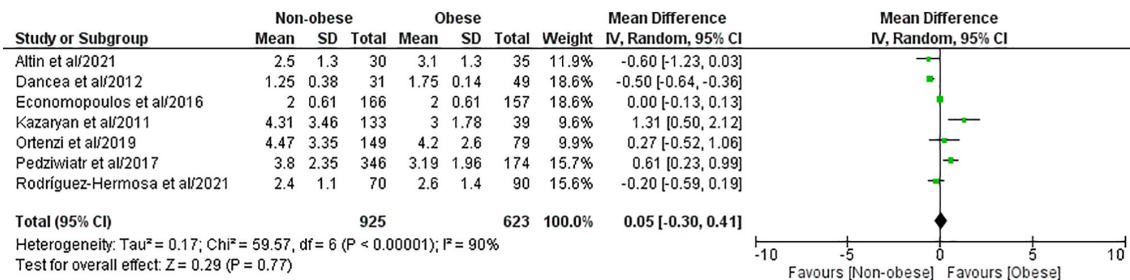 Non-obese Obese Mean Difference Mean Difference
Study or Subgroup Mean SD Total Mean SD Total Weight IV, Random, 95% CI IV, Random, 95% CI
Altin et al/2021 2.5 1.3 30 3.1 1.3 35 11.9% -0.60 [-1.23, 0.03]
Dancea et al/2012 1.25 0.38 31 1.75 0.14 49 18.6% -0.50 [-0.64, -0.36]
Economopoulos et al/2016 2 0.61 166 2 0.61 157 18.6% 0.00 [-0.13, 0.13]
Kazaryan et al/2011 4.31 3.46 133 3 1.78 39 9.6% 1.31 [0.50, 2.12]
Ortenzi et al/2019 4.47 3.35 149 4.2 2.6 79 9.9% 0.27 [-0.52, 1.06]
Pedziwiatr et al/2017 3.8 2.35 346 3.19 1.96 174 15.7% 0.61 [0.23, 0.99]
Rodríguez-Hermosa et al/2021 2.4 1.1 70 2.6 1.4 90 15.6% -0.20 [-0.59, 0.19]
Total (95% CI) 925 623 100.0% 0.05 [-0.30, 0.41]
Heterogeneity: Tau² = 0.17; Chi² = 59.57, df = 6 (P < 0.00001); I² = 90%
Test for overall effect: Z = 0.29 (P = 0.77)
-10 -5 0 5 10
Favours [Non-obese] Favours [Obese]